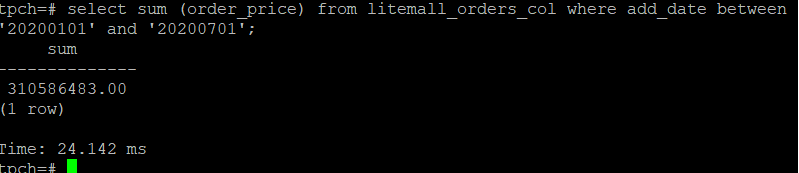 tpch=# select sum (order_price) from litemall_orders_col where add_date between
'20200101' and '20200701';
     sum
--------------
 310586483.00
(1 row)

Time: 24.142 ms
tpch=#